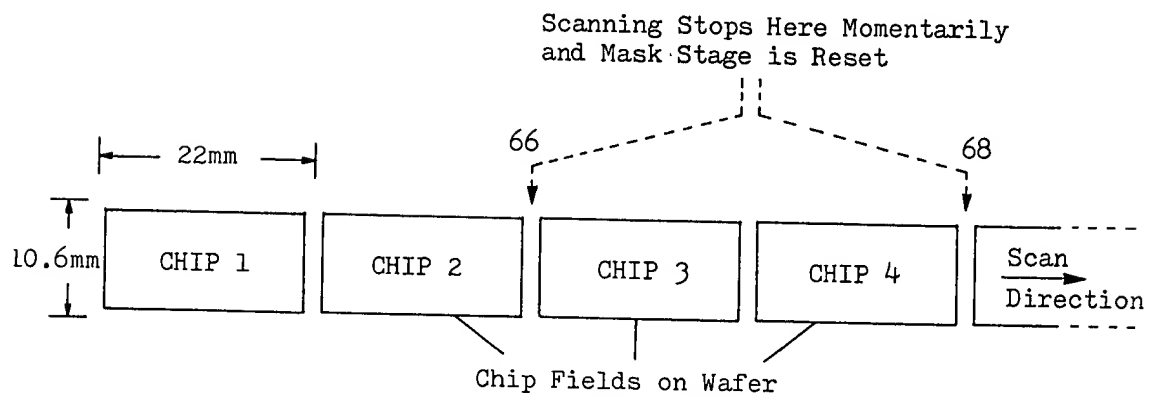 Scanning Stops Here Momentarily
and Mask Stage is Reset
22mm
66
68
10.6mm
CHIP 1
CHIP 2
CHIP 3
CHIP 4
Scan
Direction
Chip Fields on Wafer